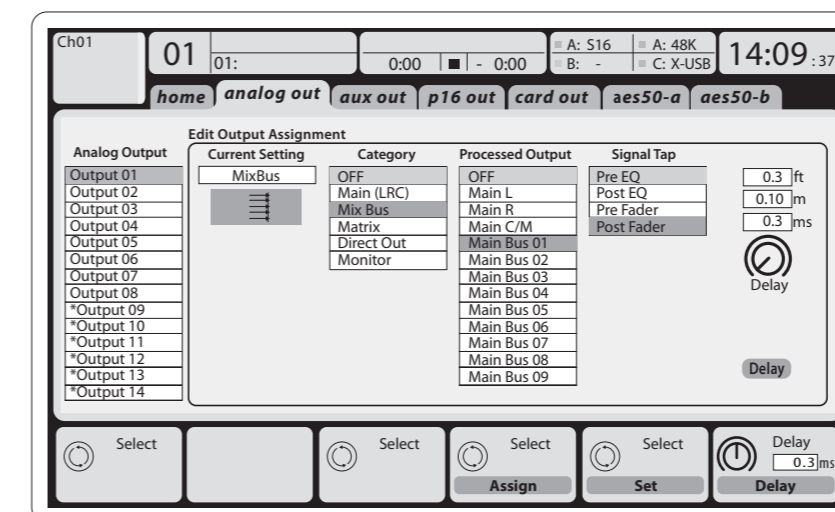 Ch01
01
01:
0:00 - 0:00
A: S16
B: -
A: 48K
C: X-USB
14:09 :37
home analog out aux out p16 out card out aes50-a aes50-b
Edit Output Assignment
Analog Output
Output 01
Output 02
Output 03
Output 04
Output 05
Output 06
Output 07
Output 08
*Output 09
*Output 10
*Output 11
*Output 12
*Output 13
*Output 14
Current Setting
MixBus
Category
OFF
Main (LRC)
Mix Bus
Matrix
Direct Out
Monitor
Processed Output
OFF
Main L
Main R
Main C/M
Main Bus 01
Main Bus 02
Main Bus 03
Main Bus 04
Main Bus 05
Main Bus 06
Main Bus 07
Main Bus 08
Main Bus 09
Signal Tap
Pre EQ
Post EQ
Pre Fader
Post Fader
0.3 ft
0.10 m
0.3 ms
Delay
Delay
Select
Select
Select
Assign
Select
Set
Delay
0.3 ms
Delay